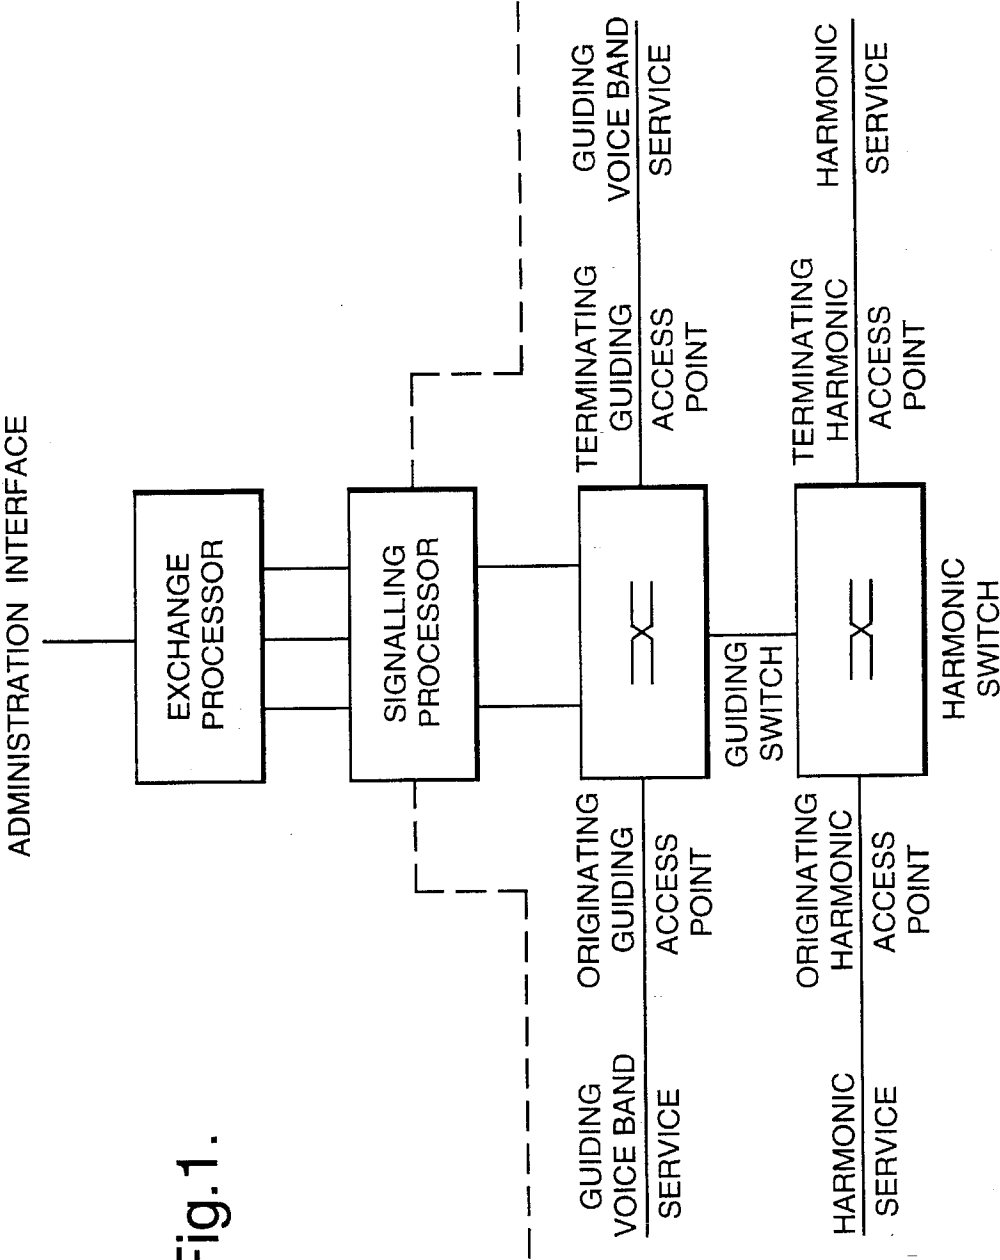 ADMINISTRATION INTERFACE
Fig.1.
EXCHANGE
PROCESSOR
SIGNALLING
PROCESSOR
GUIDING
VOICE BAND
SERVICE
ORIGINATING
GUIDING
ACCESS
POINT
TERMINATING
GUIDING
ACCESS
POINT
GUIDING
VOICE BAND
SERVICE
GUIDING
SWITCH
HARMONIC
SERVICE
ORIGINATING
HARMONIC
ACCESS
POINT
TERMINATING
HARMONIC
ACCESS
POINT
HARMONIC
SERVICE
HARMONIC
SWITCH